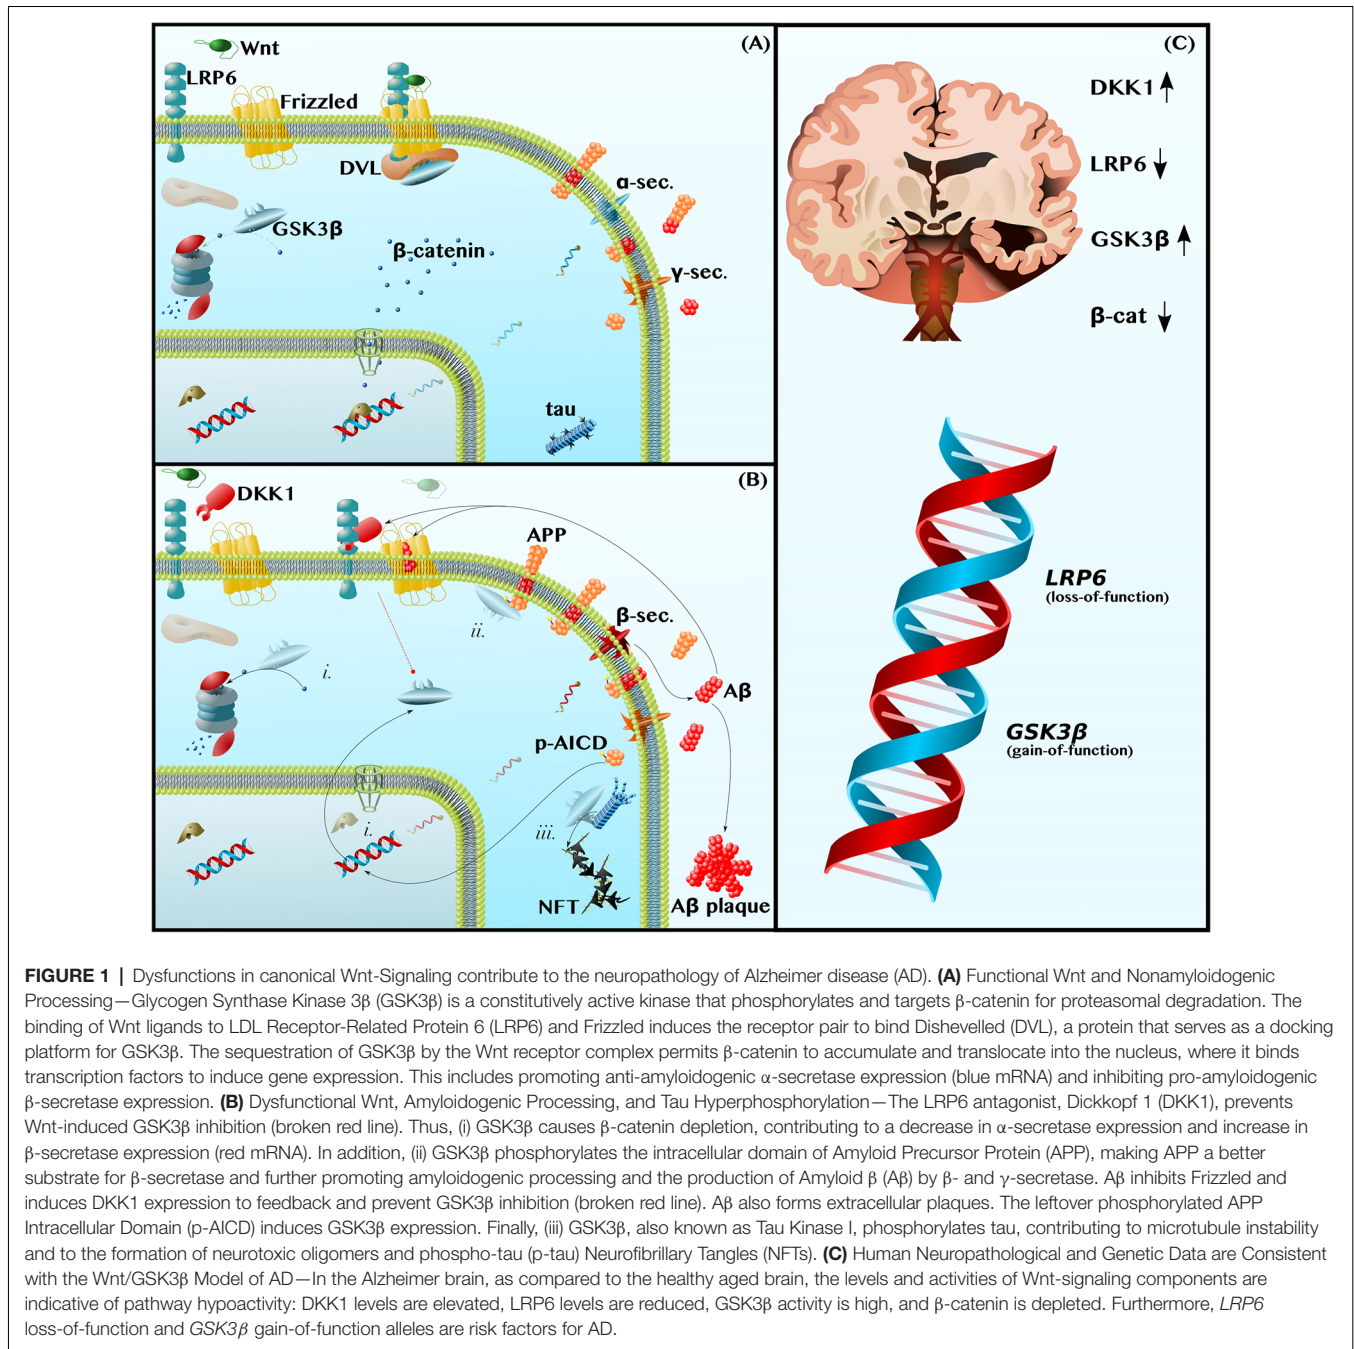 (A)
Wnt
LRP6
Frizzled
DVL
α-sec.
GSK3β
β-catenin
γ-sec.
tau
(B)
DKK1
APP
ii.
β-sec.
i.
Aβ
p-AICD
i.
iii.
NFT
Aβ plaque
(C)
DKK1
LRP6
GSK3β
β-cat
LRP6
(loss-of-function)
GSK3β
(gain-of-function)
FIGURE 1 | Dysfunctions in canonical Wnt-Signaling contribute to the neuropathology of Alzheimer disease (AD). (A) Functional Wnt and Nonamyloidogenic
Processing—Glycogen Synthase Kinase 3β (GSK3β) is a constitutively active kinase that phosphorylates and targets β-catenin for proteasomal degradation. The
binding of Wnt ligands to LDL Receptor-Related Protein 6 (LRP6) and Frizzled induces the receptor pair to bind Dishevelled (DVL), a protein that serves as a docking
platform for GSK3β. The sequestration of GSK3β by the Wnt receptor complex permits β-catenin to accumulate and translocate into the nucleus, where it binds
transcription factors to induce gene expression. This includes promoting anti-amyloidogenic α-secretase expression (blue mRNA) and inhibiting pro-amyloidogenic
β-secretase expression. (B) Dysfunctional Wnt, Amyloidogenic Processing, and Tau Hyperphosphorylation—The LRP6 antagonist, Dickkopf 1 (DKK1), prevents
Wnt-induced GSK3β inhibition (broken red line). Thus, (i) GSK3β causes β-catenin depletion, contributing to a decrease in α-secretase expression and increase in
β-secretase expression (red mRNA). In addition, (ii) GSK3β phosphorylates the intracellular domain of Amyloid Precursor Protein (APP), making APP a better
substrate for β-secretase and further promoting amyloidogenic processing and the production of Amyloid β (Aβ) by β- and γ-secretase. Aβ inhibits Frizzled and
induces DKK1 expression to feedback and prevent GSK3β inhibition (broken red line). Aβ also forms extracellular plaques. The leftover phosphorylated APP
Intracellular Domain (p-AICD) induces GSK3β expression. Finally, (iii) GSK3β, also known as Tau Kinase I, phosphorylates tau, contributing to microtubule instability
and to the formation of neurotoxic oligomers and phospho-tau (p-tau) Neurofibrillary Tangles (NFTs). (C) Human Neuropathological and Genetic Data are Consistent
with the Wnt/GSK3β Model of AD—In the Alzheimer brain, as compared to the healthy aged brain, the levels and activities of Wnt-signaling components are
indicative of pathway hypoactivity: DKK1 levels are elevated, LRP6 levels are reduced, GSK3β activity is high, and β-catenin is depleted. Furthermore, LRP6
loss-of-function and GSK3β gain-of-function alleles are risk factors for AD.